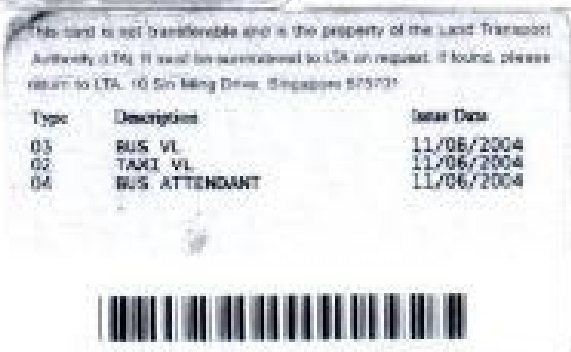 This card is not transferable and is the property of the Land Transport
Authority (LTA). It must be surrendered to LTA on request. If found, please
return to LTA, 10 Sin Ming Drive, Singapore 575701
Type Description Issue Date
03 BUS VL 11/06/2004
02 TAXI VL 11/06/2004
04 BUS ATTENDANT 11/06/2004